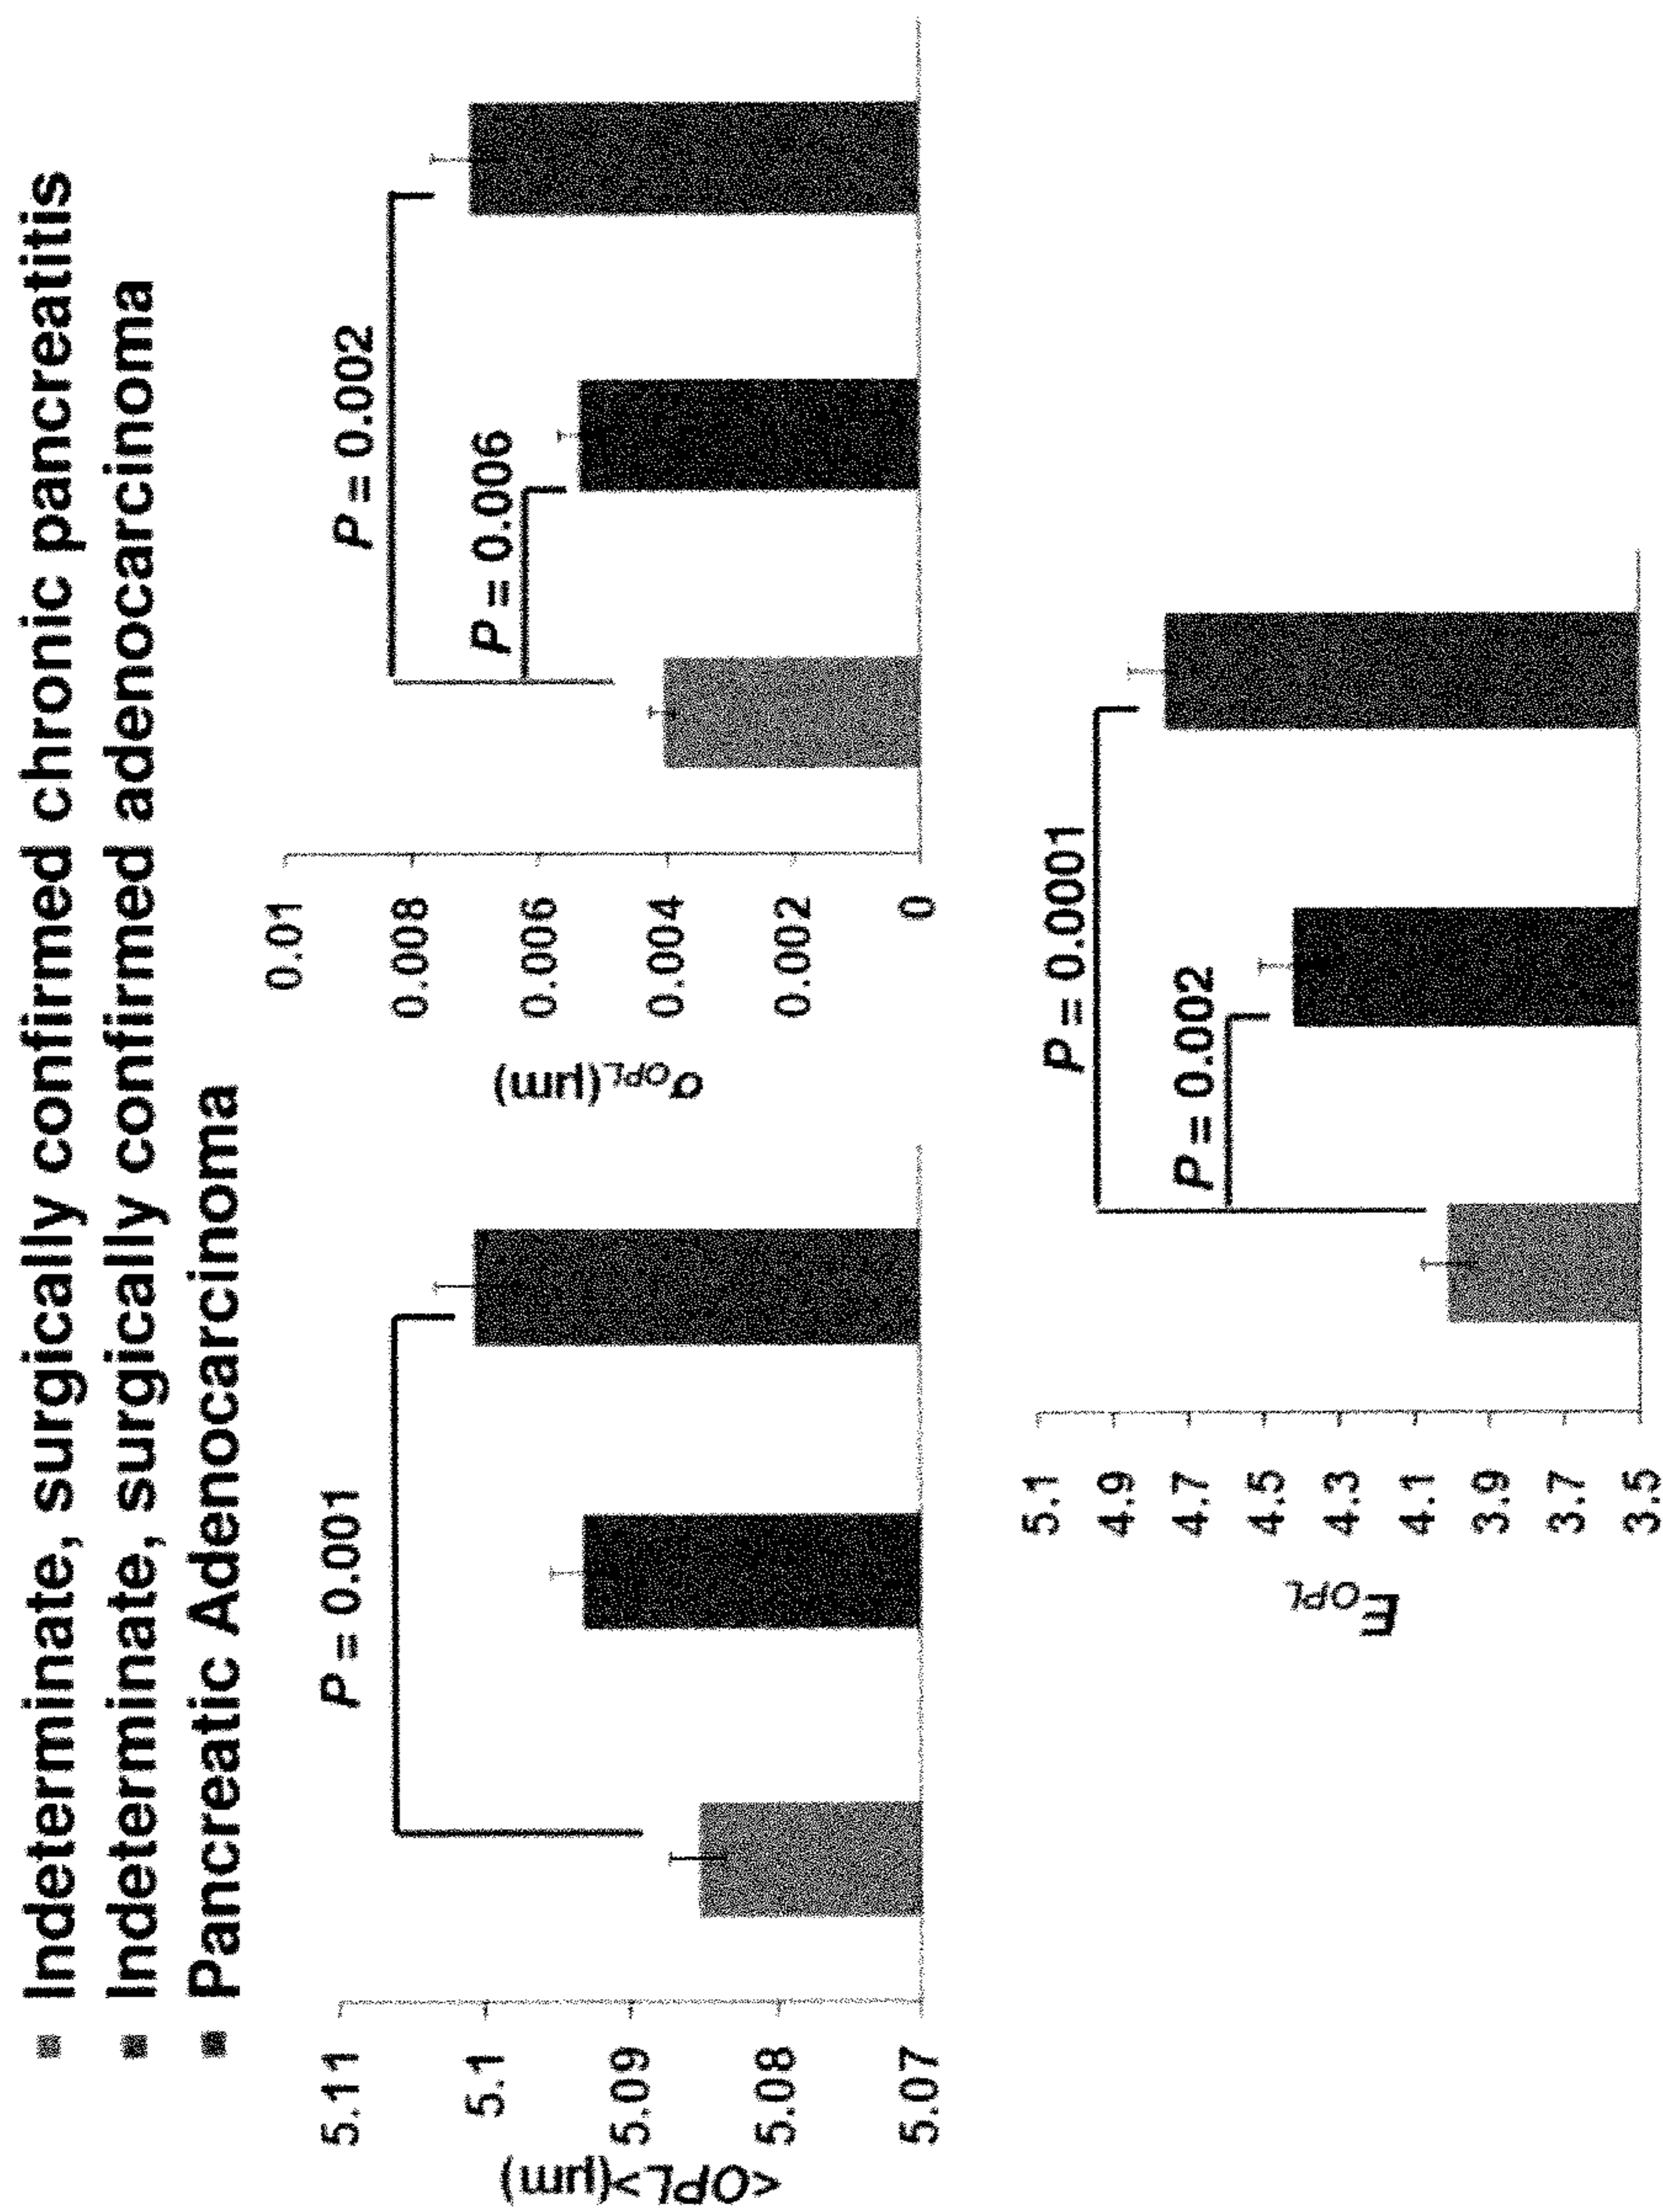 Indeterminate, surgically confirmed chronic pancreatitis
Indeterminate, surgically confirmed adenocarcinoma
Pancreatic Adenocarcinoma
<OPL>(μm)
5.11
5.1
5.09
5.08
5.07
P = 0.001
σOPL(μm)
0.01
0.008
0.006
0.004
0.002
0
P = 0.002
P = 0.006
EOPL
5.1
4.9
4.7
4.5
4.3
4.1
3.9
3.7
3.5
P = 0.0001
P = 0.002